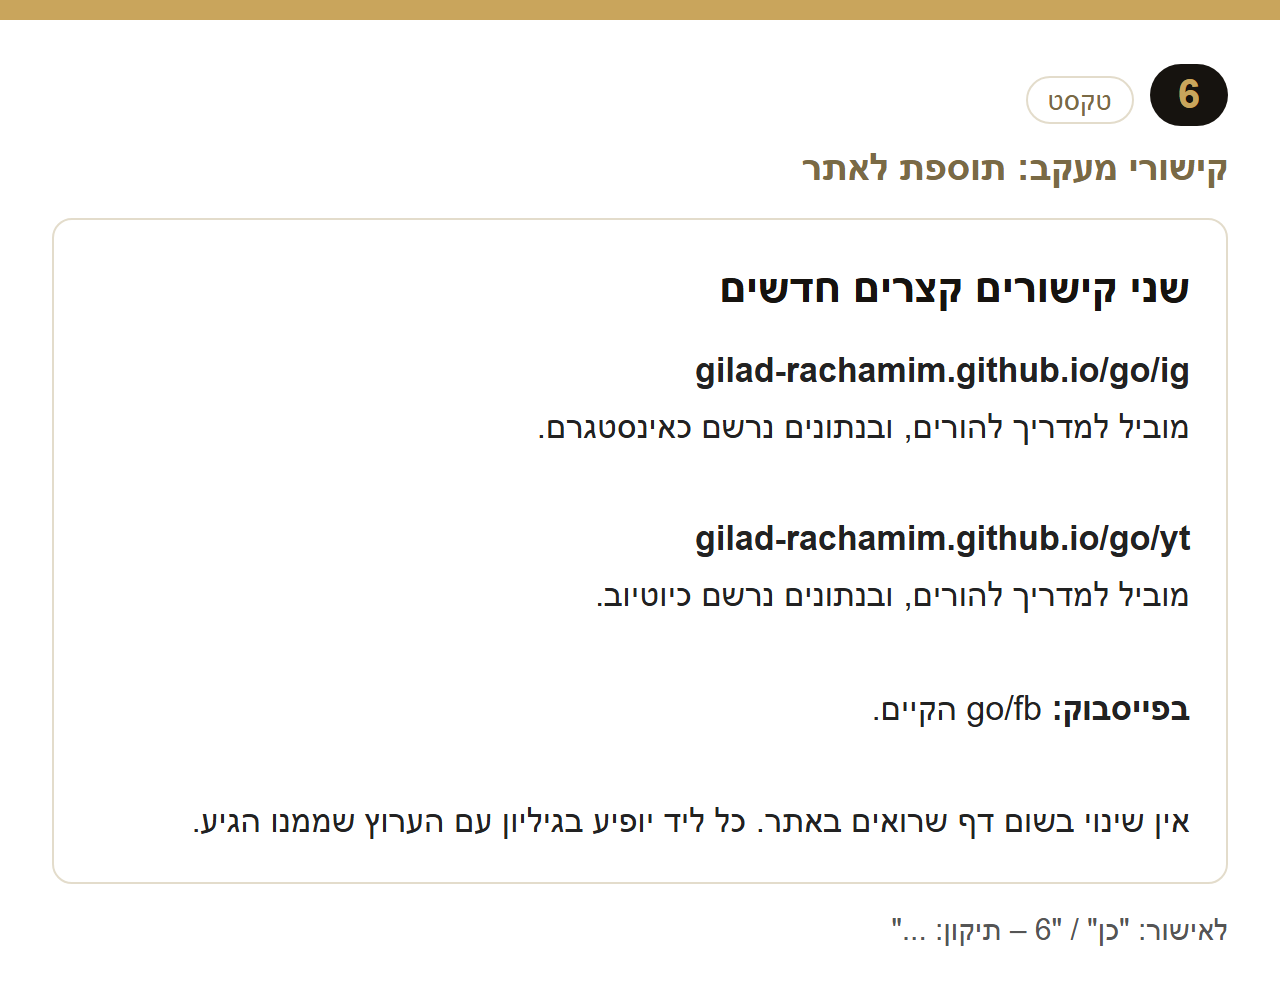 6
טקסט
קישורי מעקב: תוספת לאתר
שני קישורים קצרים חדשים
gilad-rachamim.github.io/go/ig
מוביל למדריך להורים, ובנתונים נרשם כאינסטגרם.
gilad-rachamim.github.io/go/yt
מוביל למדריך להורים, ובנתונים נרשם כיוטיוב.
בפייסבוק: go/fb הקיים.
אין שינוי בשום דף שרואים באתר. כל ליד יופיע בגיליון עם הערוץ שממנו הגיע.
לאישור: "כן" / "6 – תיקון: ..."